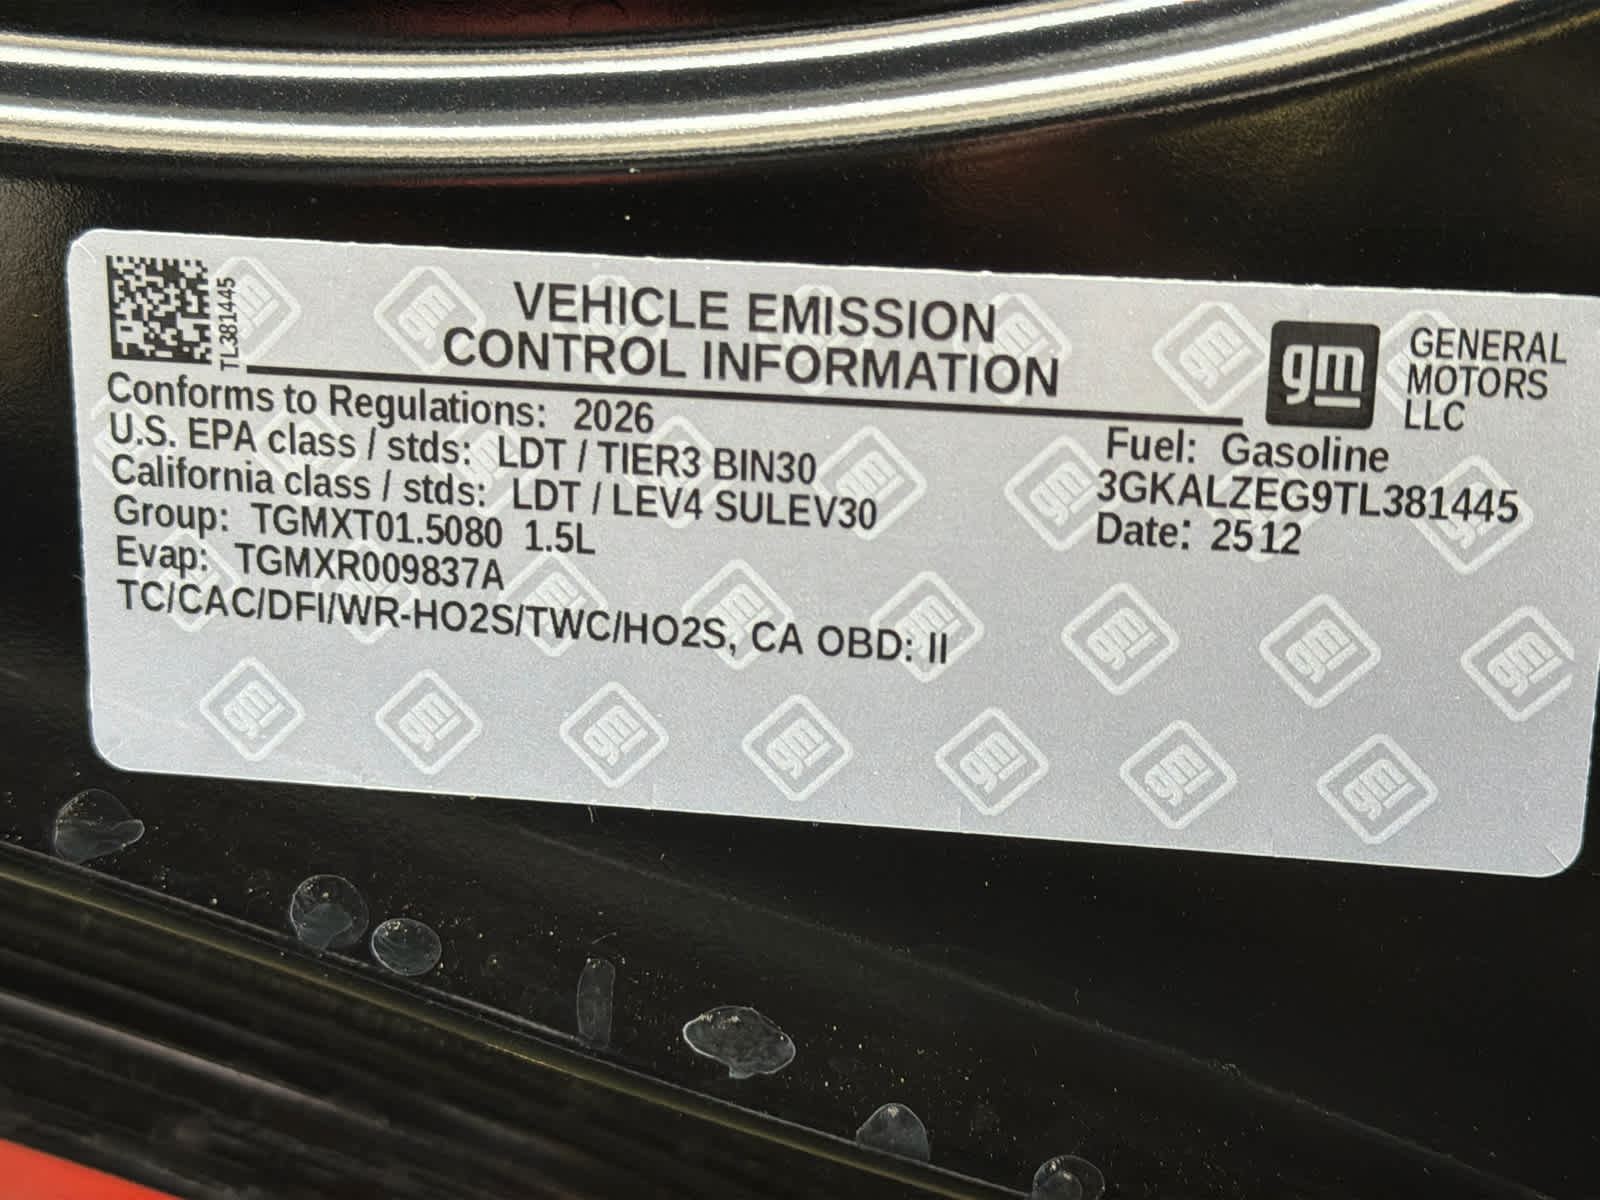 TL381445
VEHICLE EMISSION
CONTROL INFORMATION
gm
GENERAL
MOTORS
LLC
Conforms to Regulations: 2026
U.S. EPA class / stds: LDT / TIER3 BIN30
California class / stds: LDT / LEV4 SULEV30
Group: TGMXT01.5080 1.5L
Evap: TGMXR009837A
TC/CAC/DFI/WR-HO2S/TWC/HO2S, CA OBD: II
Fuel: Gasoline
3GKALZEG9TL381445
Date: 2512